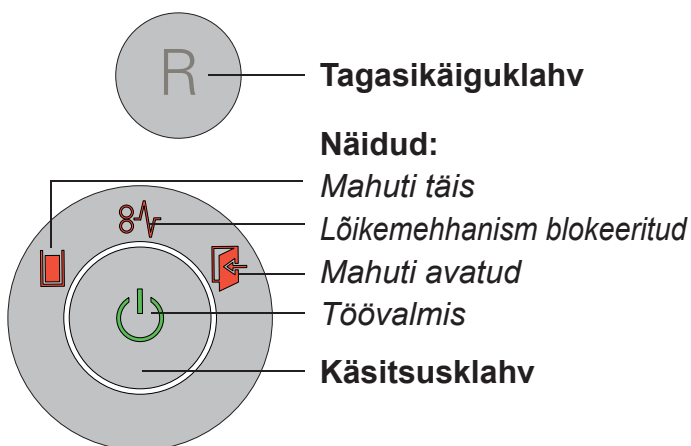 R
Tagasikäiguklahv
Näidud:
Mahuti täis
Lõikemehhanism blokeeritud
Mahuti avatud
Töövalmis
Käsitsusklahv